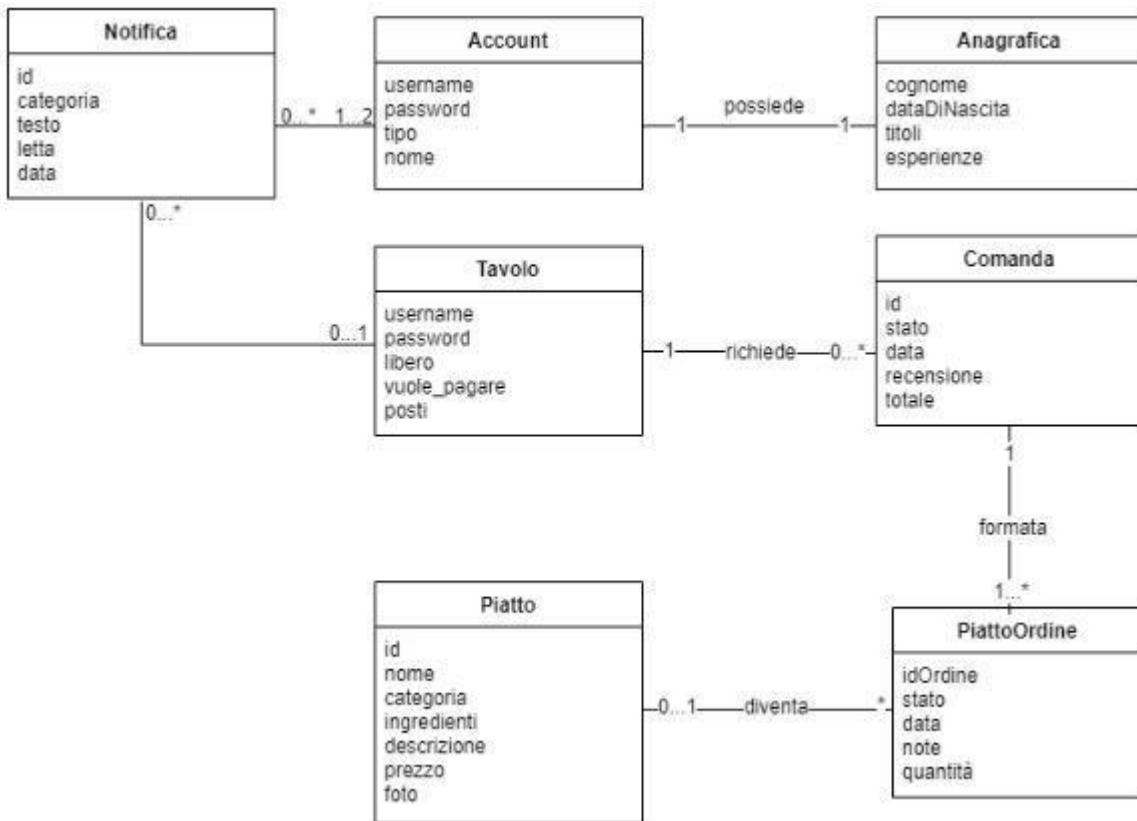 Notifica
id
categoria
testo
letta
data
0...*
1...2
Account
username
password
tipo
nome
1
possiede
1
Anagrafica
cognome
dataDiNascita
titoli
esperienze
0...*
0...1
Tavolo
username
password
libero
vuole_pagare
posti
1
richiede
0...*
Comanda
id
stato
data
recensione
totale
1
formata
1...*
Piatto
id
nome
categoria
ingredienti
descrizione
prezzo
foto
0...1
diventa
*
PiattoOrdine
idOrdine
stato
data
note
quantità